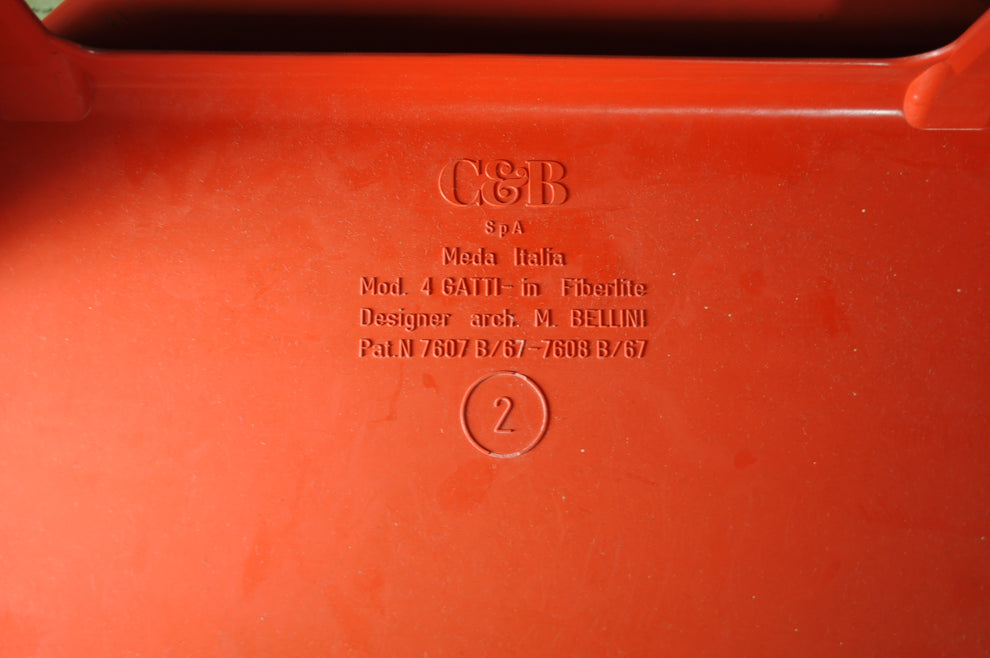 C&B
SpA
Meda Italia
Mod. 4 GATTI- in Fiberlite
Designer arch. M. BELLINI
Pat.N 7607 B/67-7608 B/67
2